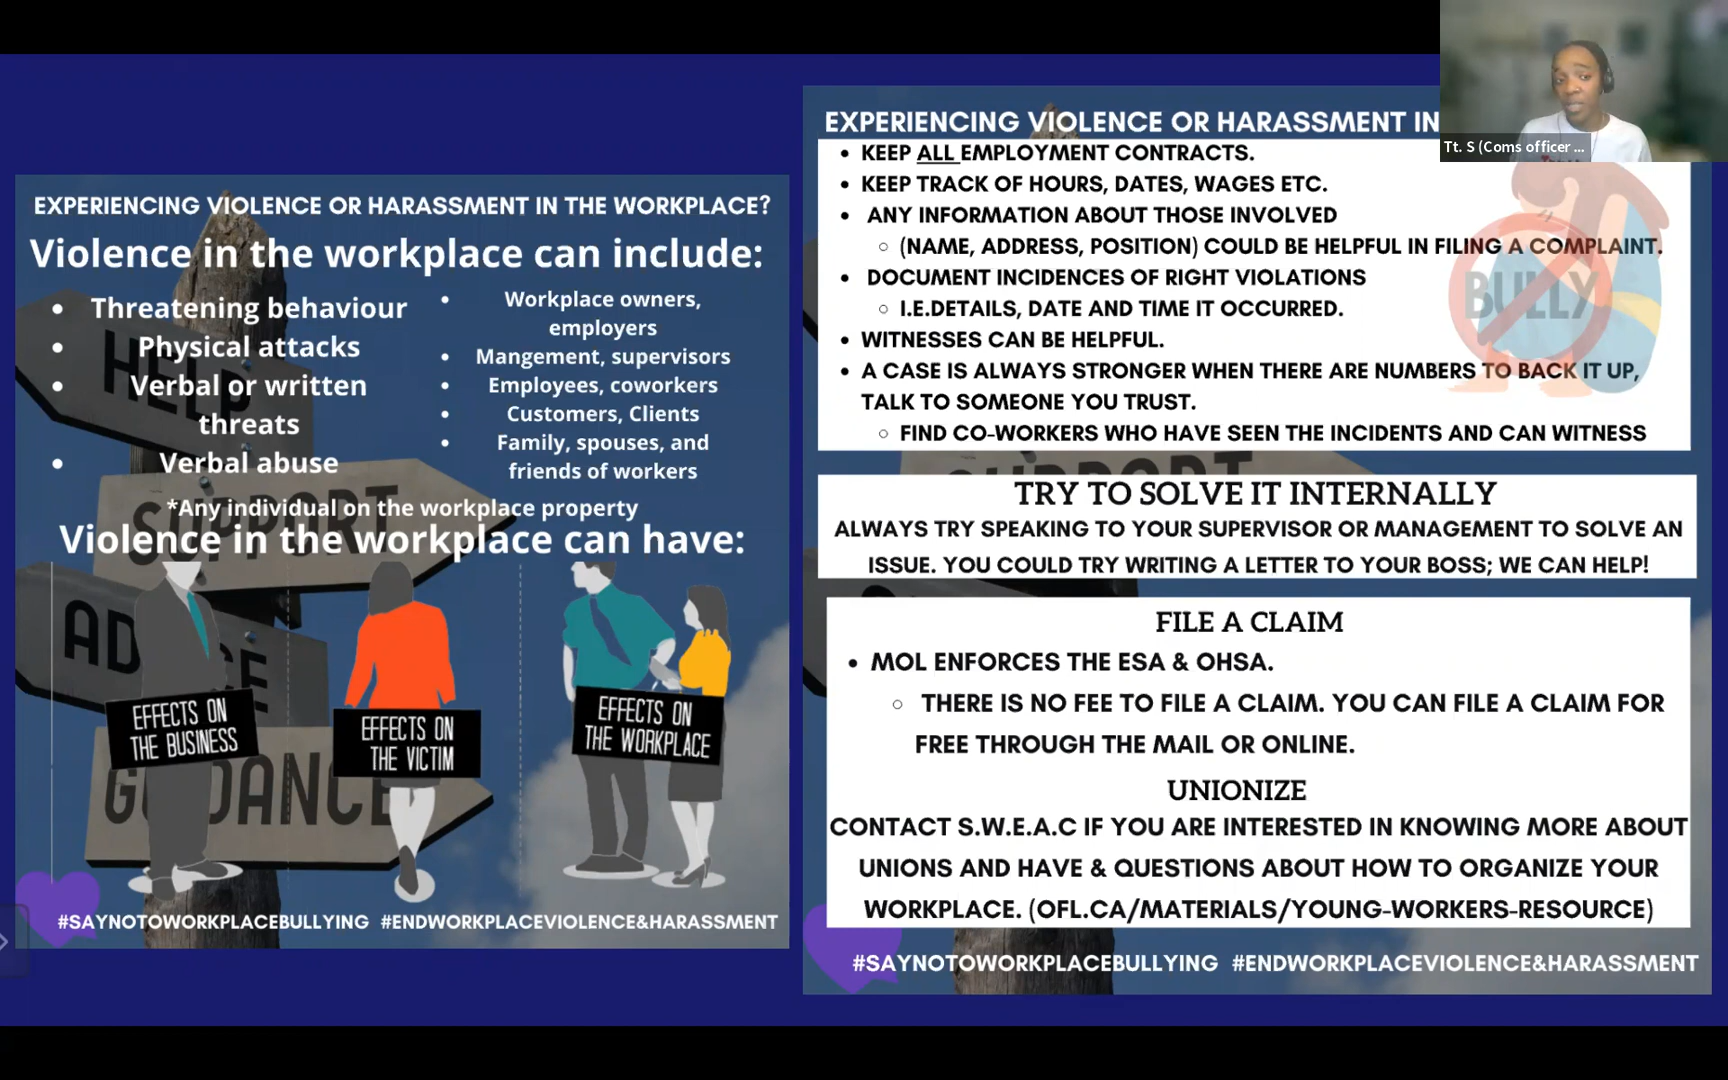 EXPERIENCING VIOLENCE OR HARASSMENT IN THE WORKPLACE?
Violence in the workplace can include:
• Threatening behaviour
• Physical attacks
• Verbal or written
threats
• Verbal abuse
• Workplace owners,
employers
• Mangement, supervisors
• Employees, coworkers
• Customers, Clients
• Family, spouses, and
friends of workers
*Any individual on the workplace property
Violence in the workplace can have:
HELP
SUPPORT
GUIDANCE
EFFECTS ON
THE BUSINESS
EFFECTS ON
THE VICTIM
EFFECTS ON
THE WORKPLACE
#SAYNOTOWORKPLACEBULLYING #ENDWORKPLACEVIOLENCE&HARASSMENT
EXPERIENCING VIOLENCE OR HARASSMENT IN
• KEEP ALL EMPLOYMENT CONTRACTS.
• KEEP TRACK OF HOURS, DATES, WAGES ETC.
• ANY INFORMATION ABOUT THOSE INVOLVED
○ (NAME, ADDRESS, POSITION) COULD BE HELPFUL IN FILING A COMPLAINT.
• DOCUMENT INCIDENCES OF RIGHT VIOLATIONS
○ I.E.DETAILS, DATE AND TIME IT OCCURRED.
• WITNESSES CAN BE HELPFUL.
• A CASE IS ALWAYS STRONGER WHEN THERE ARE NUMBERS TO BACK IT UP,
TALK TO SOMEONE YOU TRUST.
○ FIND CO-WORKERS WHO HAVE SEEN THE INCIDENTS AND CAN WITNESS
BULLY
SUPPORT
TRY TO SOLVE IT INTERNALLY
ALWAYS TRY SPEAKING TO YOUR SUPERVISOR OR MANAGEMENT TO SOLVE AN
ISSUE. YOU COULD TRY WRITING A LETTER TO YOUR BOSS; WE CAN HELP!
FILE A CLAIM
• MOL ENFORCES THE ESA & OHSA.
○ THERE IS NO FEE TO FILE A CLAIM. YOU CAN FILE A CLAIM FOR
FREE THROUGH THE MAIL OR ONLINE.
UNIONIZE
CONTACT S.W.E.A.C IF YOU ARE INTERESTED IN KNOWING MORE ABOUT
UNIONS AND HAVE & QUESTIONS ABOUT HOW TO ORGANIZE YOUR
WORKPLACE. (OFL.CA/MATERIALS/YOUNG-WORKERS-RESOURCE)
#SAYNOTOWORKPLACEBULLYING #ENDWORKPLACEVIOLENCE&HARASSMENT
Tt. S (Coms officer ...